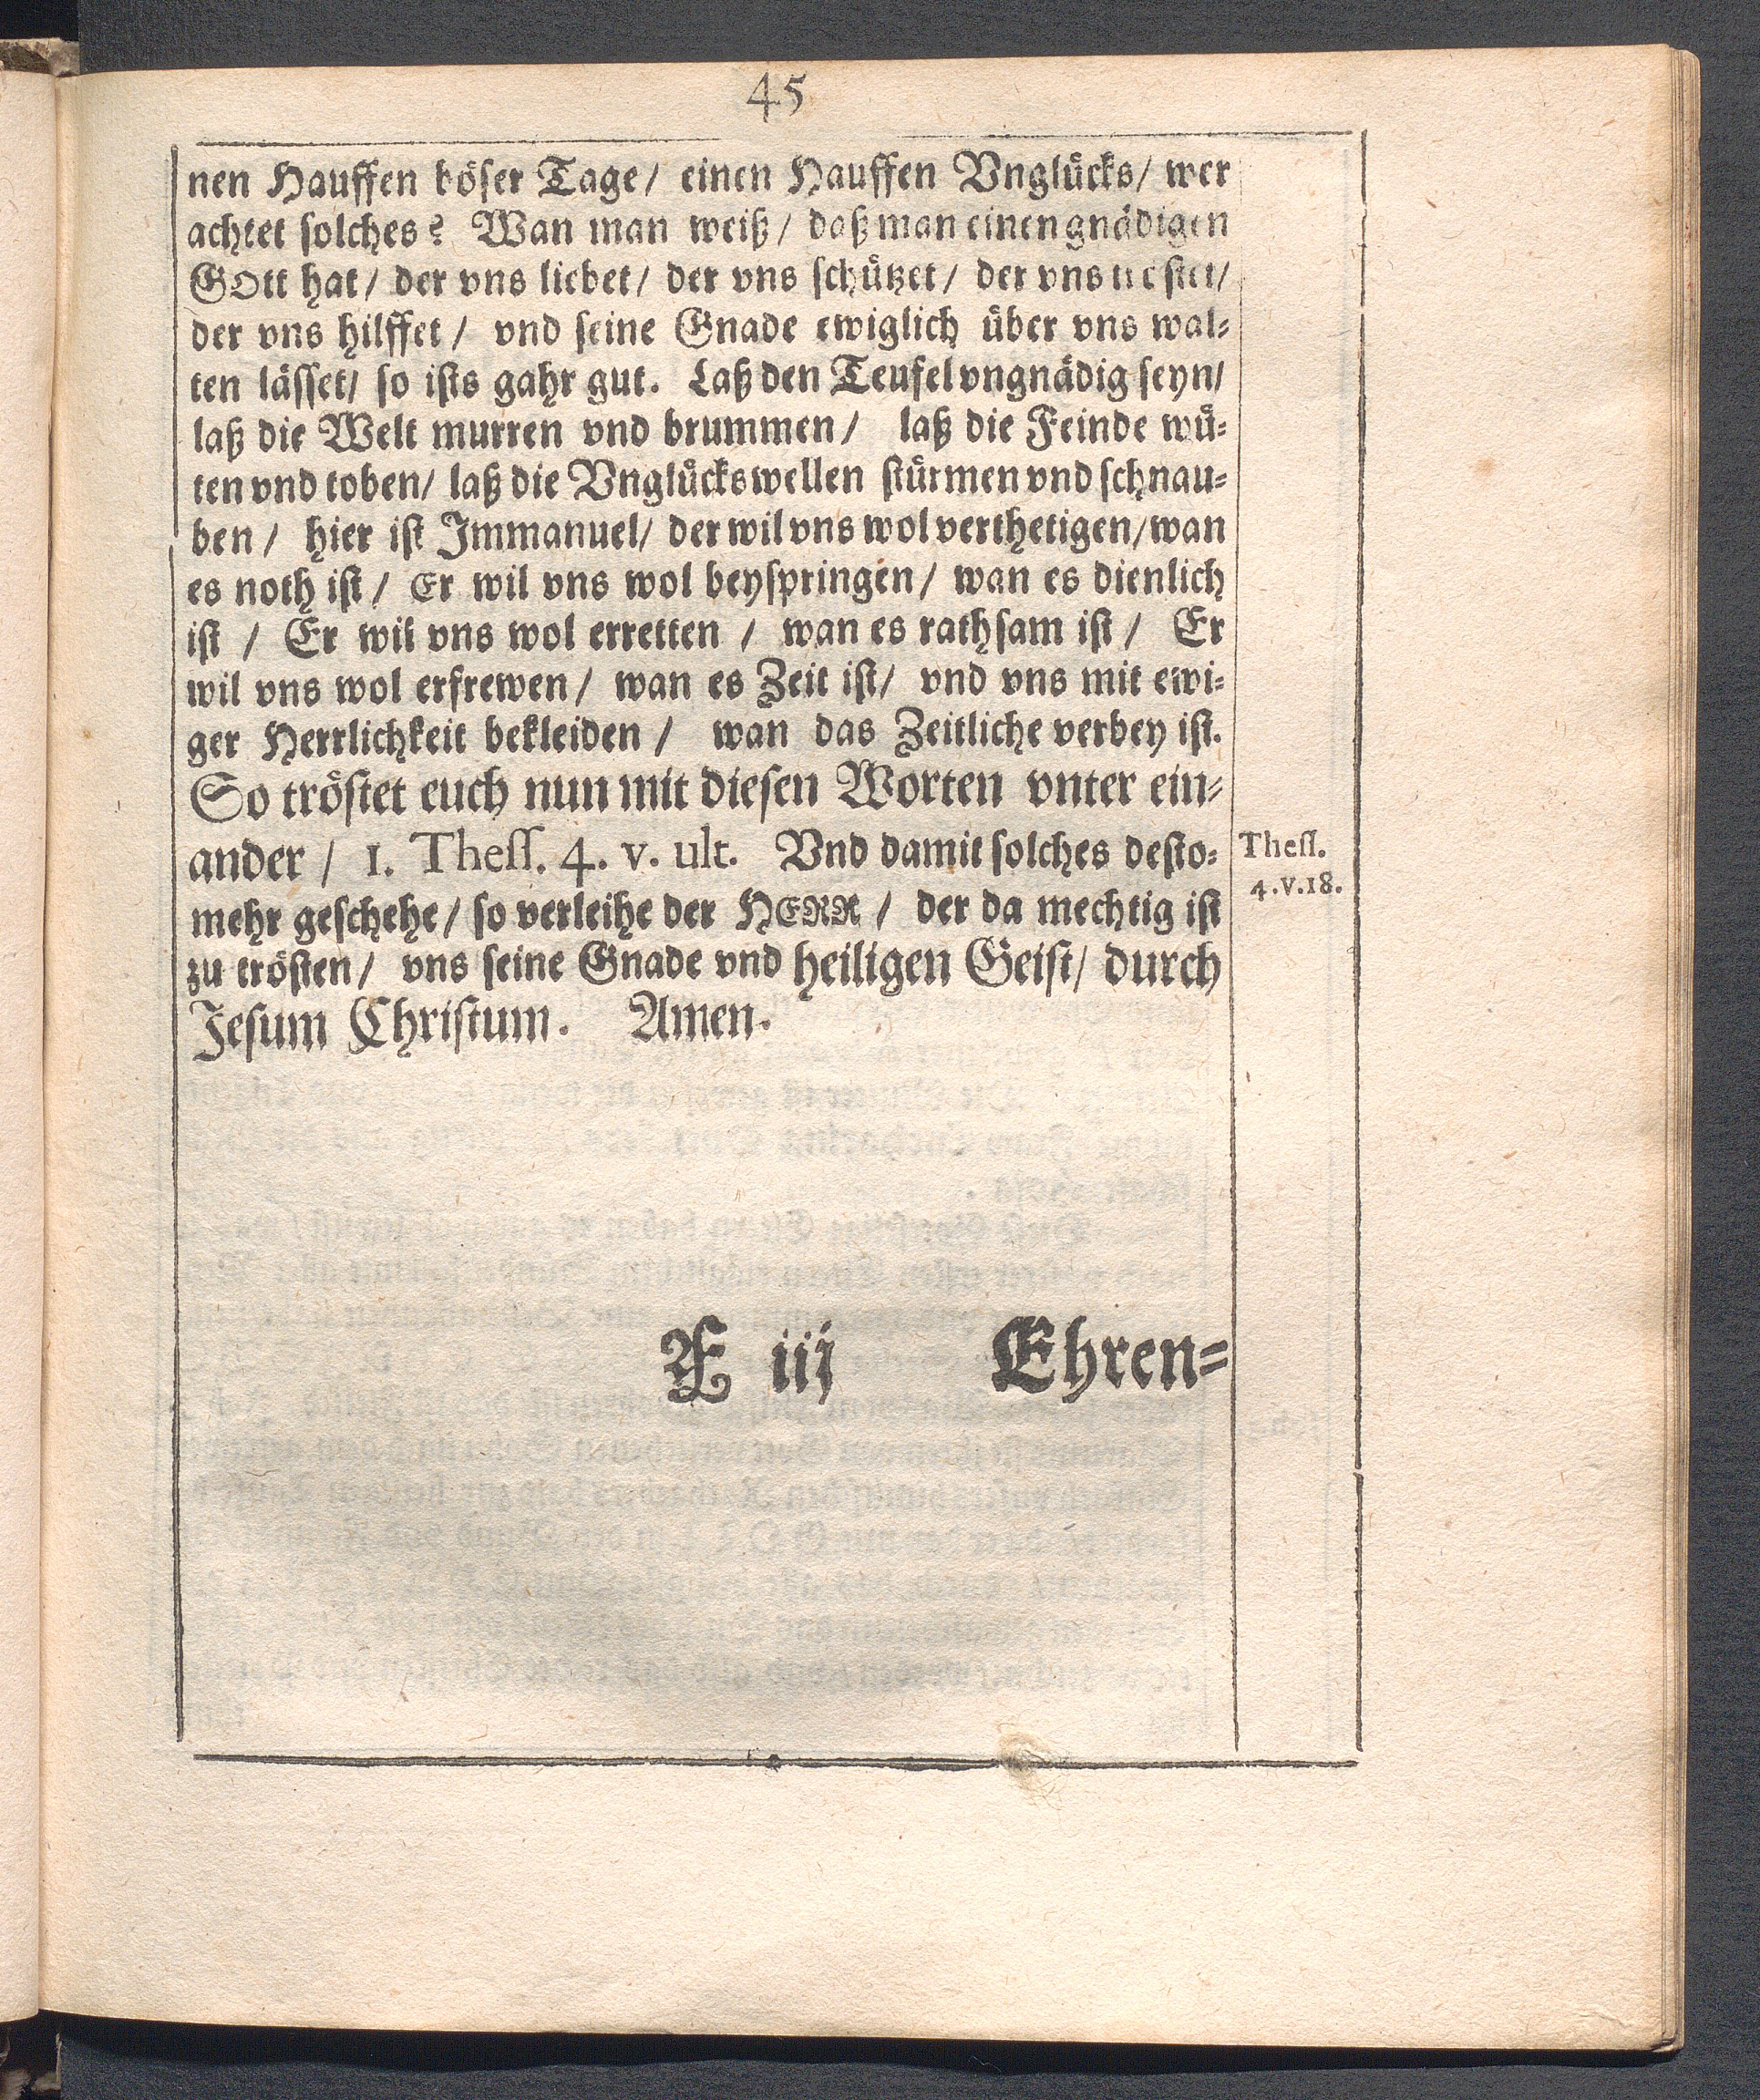 45
nen Hauffen böser Tage/ einen Hauffen Vnglücks/ wer
achtet solches? Wan man weiß/ daß man einen gnädigen
GOtt hat/ der vns liebet/ der vns schützet/ der vns
der vns hilffet/ vnd seine Gnade ewiglich über vns wal-
ten lässet/ so ists gahr gut. Laß den Teufel vngnädig seyn/
laß die Welt murren vnd brummen/ laß die Feinde wü-
ten vnd toben/ laß die Vnglückswellen stürmen vnd schnau-
ben/ hier ist Immanuel/ der wil vns wol verthetigen/ wan
es noth ist/ Er wil vns wol beyspringen/ wan es dienlich
ist / Er wil vns wol erretten / wan es rathsam ist/ Er
wil vns wol erfrewen/ wan es Zeit ist/ vnd vns mit ewi-
ger Herrlichkeit bekleiden/ wan das Zeitliche verbey ist.
So tröstet euch nun mit diesen Worten vnter ein-
ander/ 1. Thess. 4. v. ult. Vnd damit solches desto-
Thess.
4.v.18.
mehr geschehe/ so verleihe der HERR/ der da mechtig ist
zu trösten/ vns seine Gnade vnd heiligen Geist/ durch
Jesum Christum. Amen.
Æ iij Ehren-